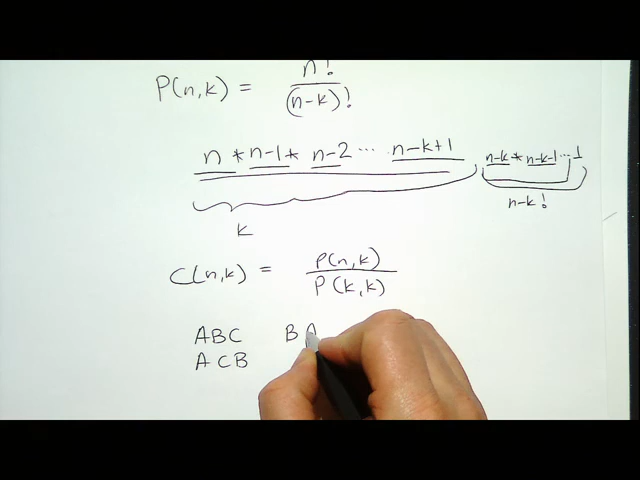 P(n,k) = n! / (n-k)!
n * n-1 * n-2 ... n-k+1 n-k * n-k-1 ... 1
k n-k!
C(n,k) = P(n,k) / P(k,k)
ABC BA
ACB